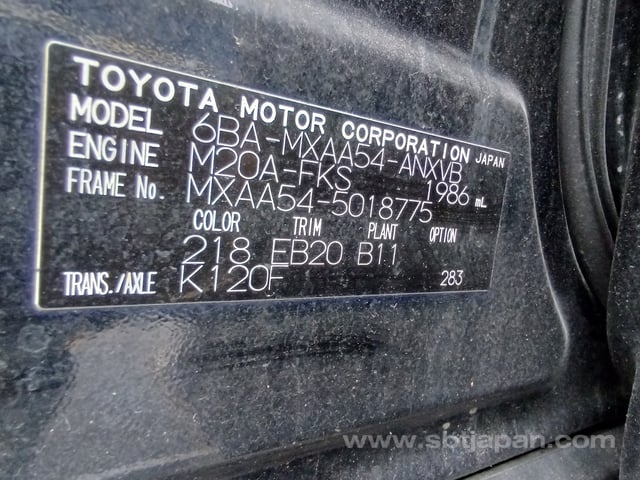 TOYOTA MOTOR CORPORATION JAPAN
MODEL 6BA-MXAA54-ANXVB
ENGINE M20A-FKS 1986 mL
FRAME No. MXAA54-5018775
COLOR TRIM PLANT OPTION
218 EB20 B11
TRANS./AXLE K120F 283
www.sbtjapan.com